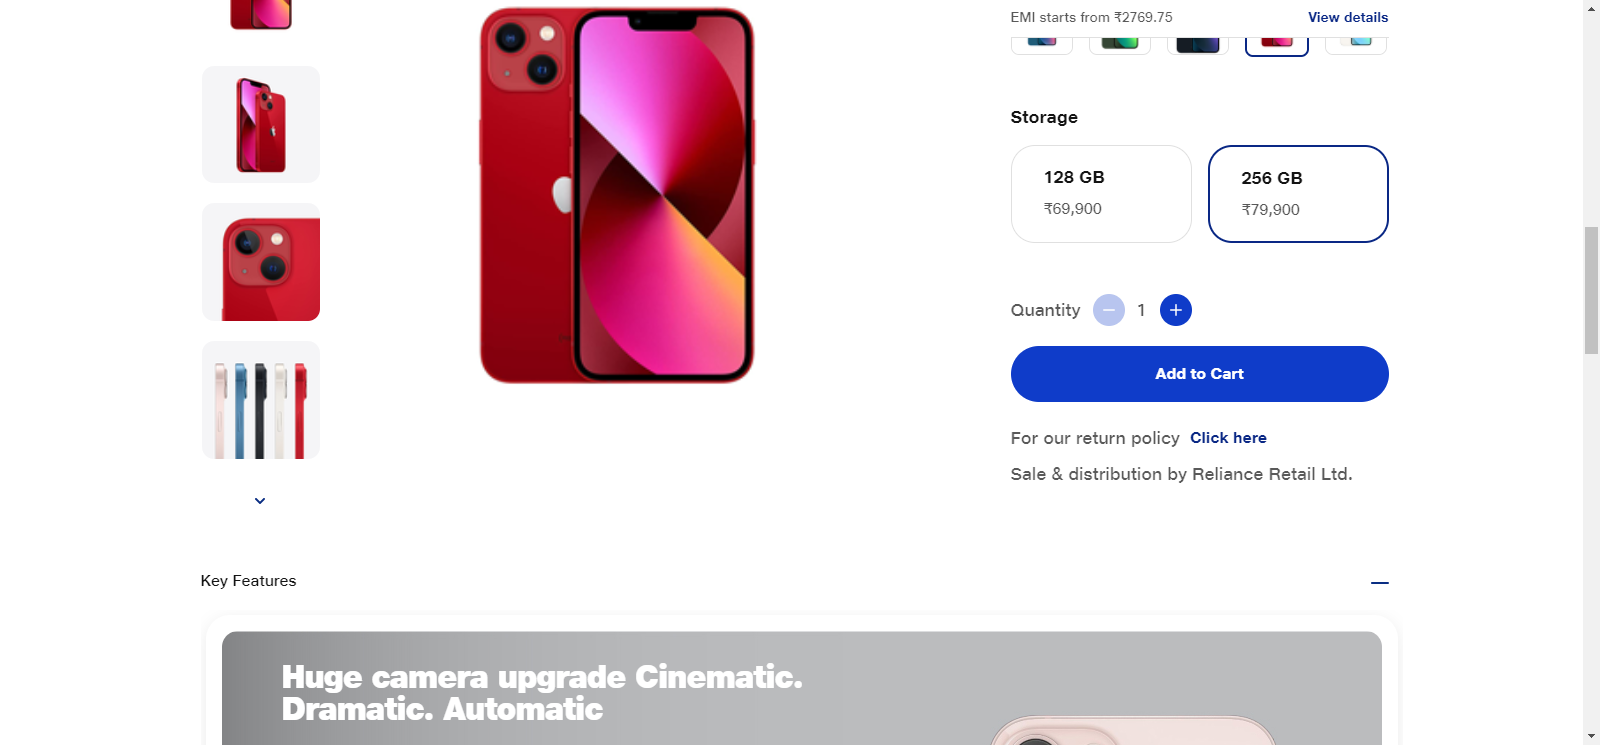 EMI starts from ₹2769.75 View details
Storage
128 GB
₹69,900
256 GB
₹79,900
Quantity 1
Add to Cart
For our return policy Click here
Sale & distribution by Reliance Retail Ltd.
Key Features
Huge camera upgrade Cinematic.
Dramatic. Automatic